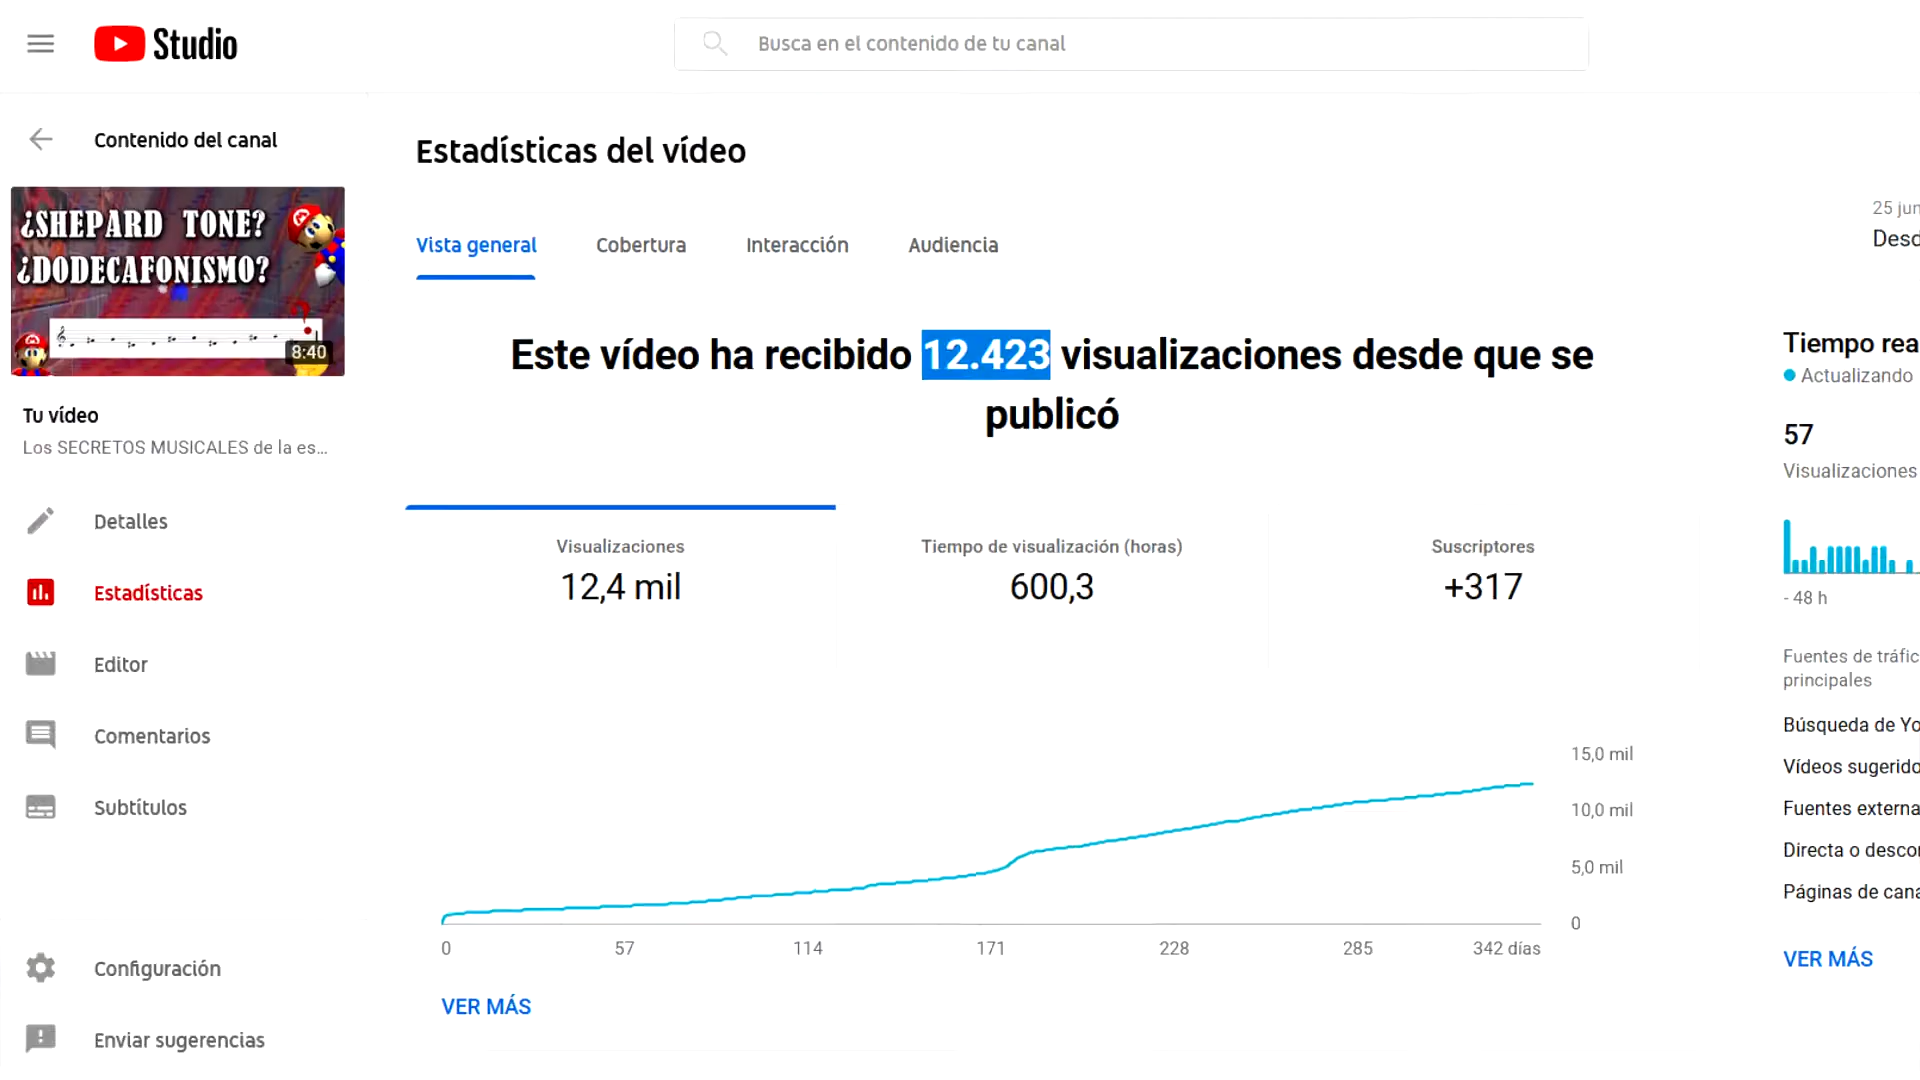 Studio
Busca en el contenido de tu canal
Contenido del canal
¿SHEPARD TONE?
¿DODECAFONISMO?
8:40
Tu vídeo
Los SECRETOS MUSICALES de la es...
Detalles
Estadísticas
Editor
Comentarios
Subtítulos
Configuración
Enviar sugerencias
Estadísticas del vídeo
Vista general Cobertura Interacción Audiencia
Este vídeo ha recibido 12.423 visualizaciones desde que se
publicó
Visualizaciones
12,4 mil
Tiempo de visualización (horas)
600,3
Suscriptores
+317
15,0 mil
10,0 mil
5,0 mil
0
0 57 114 171 228 285 342 días
VER MÁS
25 jun
Desd
Tiempo rea
Actualizando
57
Visualizaciones
- 48 h
Fuentes de tráfic
principales
Búsqueda de Yo
Vídeos sugerido
Fuentes externa
Directa o desco
Páginas de cana
VER MÁS